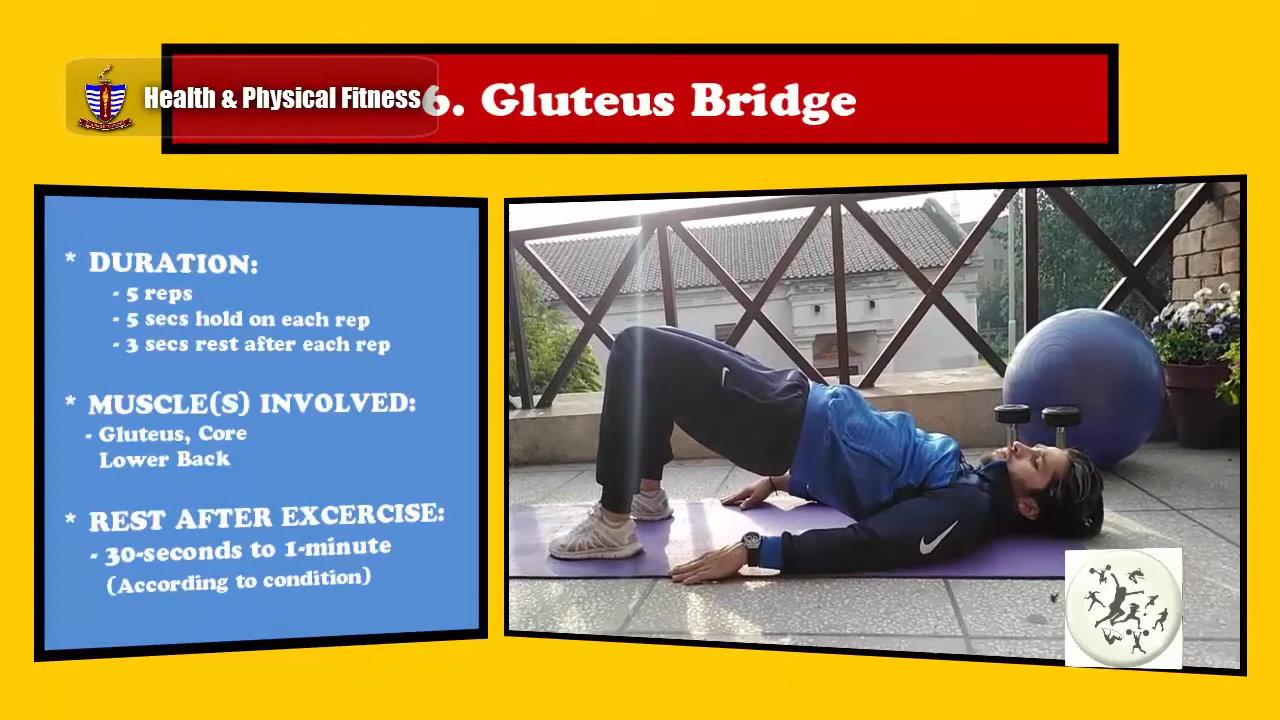 Health & Physical Fitness
6. Gluteus Bridge
* DURATION:
- 5 reps
- 5 secs hold on each rep
- 3 secs rest after each rep
* MUSCLE(S) INVOLVED:
- Gluteus, Core
Lower Back
* REST AFTER EXCERCISE:
- 30-seconds to 1-minute
(According to condition)